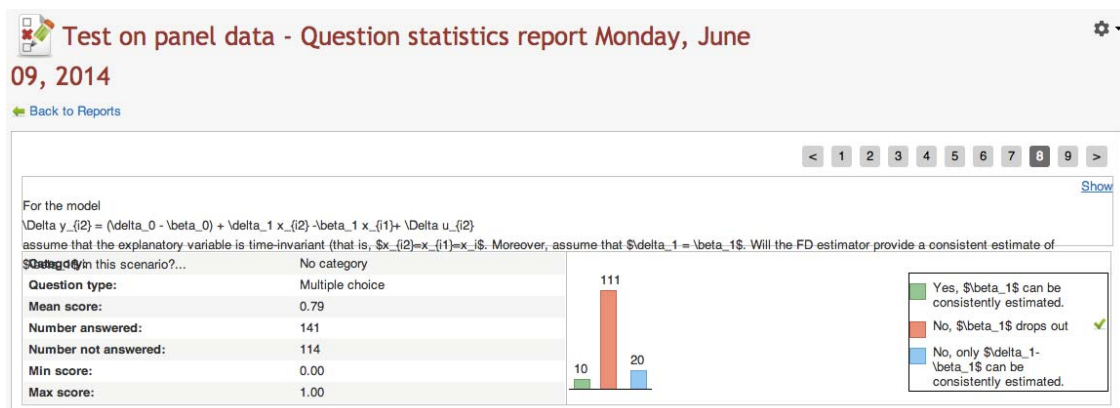 Test on panel data - Question statistics report Monday, June
09, 2014
Back to Reports
< 1 2 3 4 5 6 7 8 9 >
Show
For the model
\Delta y_{i2} = (\delta_0 - \beta_0) + \delta_1 x_{i2} -\beta_1 x_{i1}+ \Delta u_{i2}
assume that the explanatory variable is time-invariant (that is, $x_{i2}=x_{i1}=x_i$. Moreover, assume that $\delta_1 = \beta_1$. Will the FD estimator provide a consistent estimate of
in this scenario?...
Category: No category
Question type: Multiple choice
Mean score: 0.79
Number answered: 141
Number not answered: 114
Min score: 0.00
Max score: 1.00
111
10
20
Yes, $\beta_1$ can be
consistently estimated.
No, $\beta_1$ drops out
No, only $\delta_1-
\beta_1$ can be
consistently estimated.